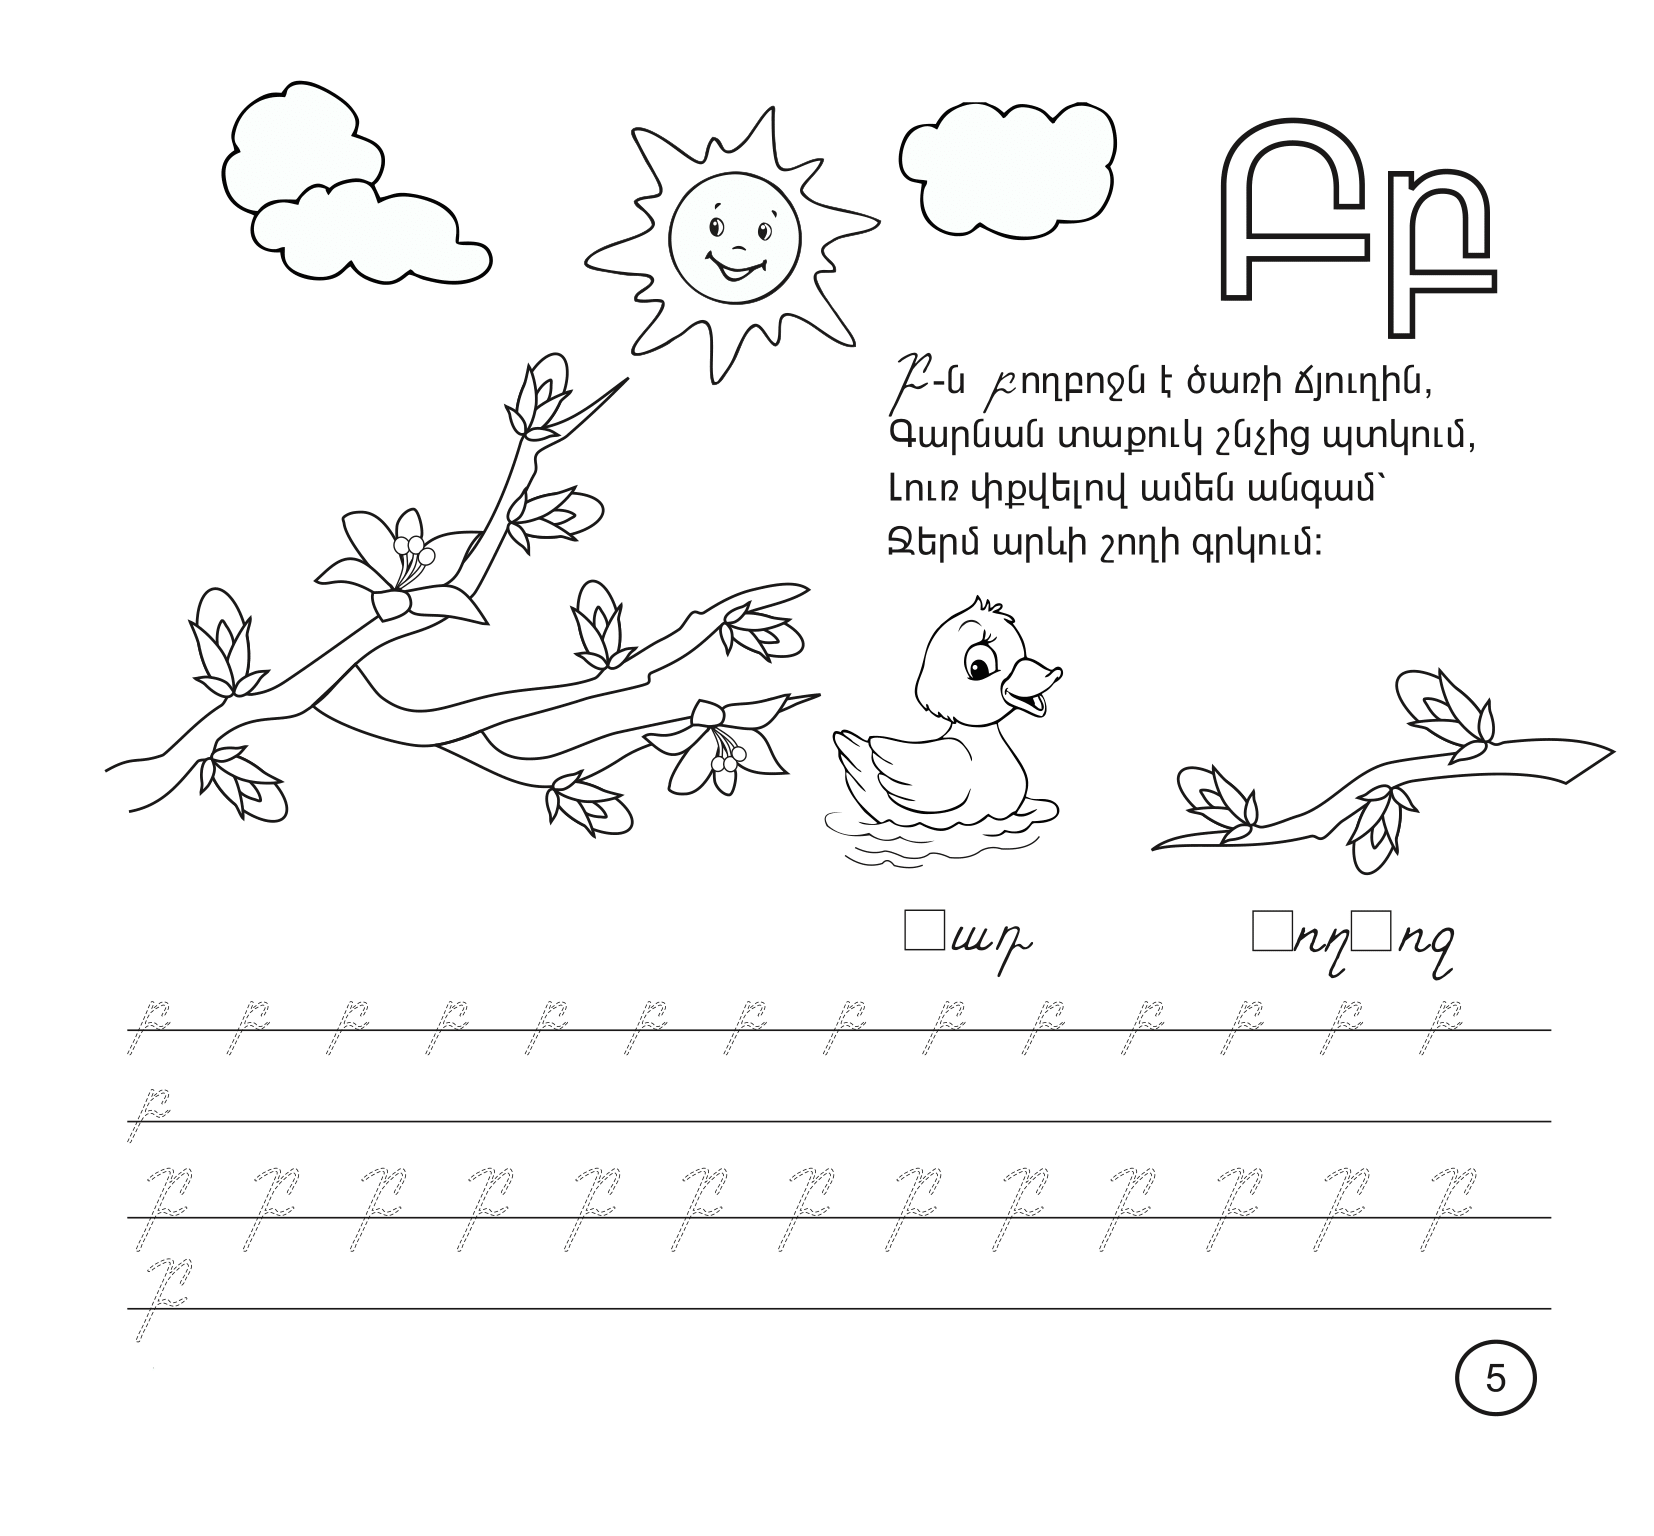 Բբ
Բ-ն բողբոջն է ծառի ճյուղին,
Գարնան տաքուկ շնչից պտկում,
Լուռ փքվելով ամեն անգամ՝
Ջերմ արևի շողի գրկում:
□ադ □ող□ոջ
բ բ բ բ բ բ բ բ բ բ բ բ բ բ
բ
Բ Բ Բ Բ Բ Բ Բ Բ Բ Բ Բ Բ Բ
Բ
5